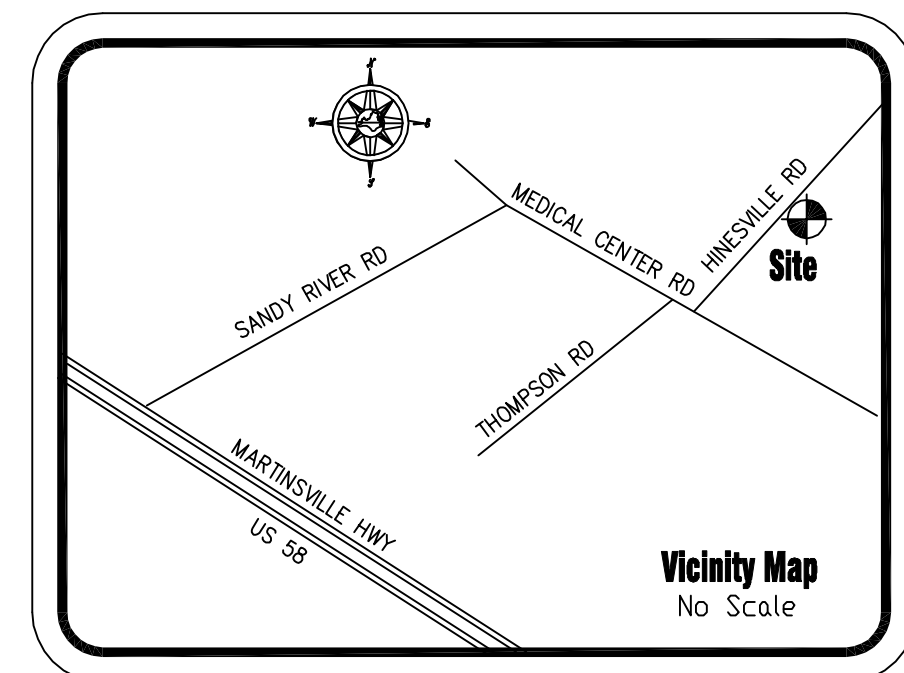 N
W
E
S
MEDICAL CENTER RD
HINESVILLE RD
Site
SANDY RIVER RD
THOMPSON RD
MARTINSVILLE HWY
US 58
Vicinity Map
No Scale